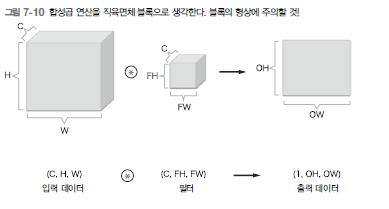 그림 7-10 합성곱 연산을 직육면체 블록으로 생각한다. 블록의 형상에 주의할 것!
C
H
W
⊛
C
FH
FW
OH
OW
(C, H, W) ⊛ (C, FH, FW) → (1, OH, OW)
입력 데이터 필터 출력 데이터